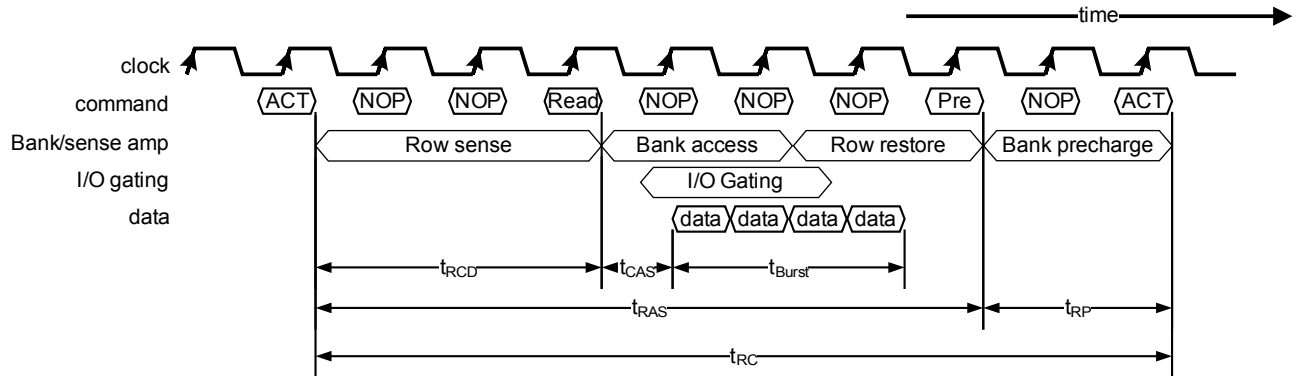 time
clock
command ACT NOP NOP Read NOP NOP NOP Pre NOP ACT
Bank/sense amp Row sense Bank access Row restore Bank precharge
I/O gating I/O Gating
data data data data data
tRCD tCAS tBurst
tRAS tRP
tRC